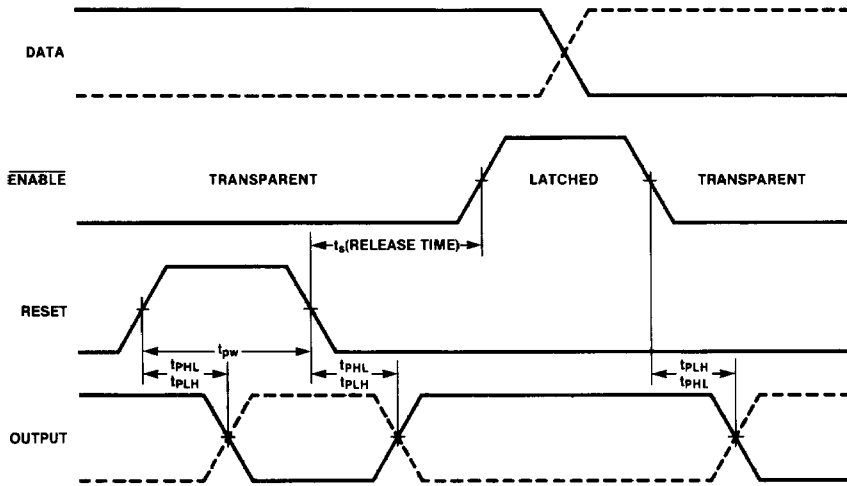 DATA
ENABLE
TRANSPARENT
LATCHED
TRANSPARENT
ts(RELEASE TIME)
RESET
tpw
tPHL
tPLH
tPHL
tPLH
tPLH
tPHL
OUTPUT